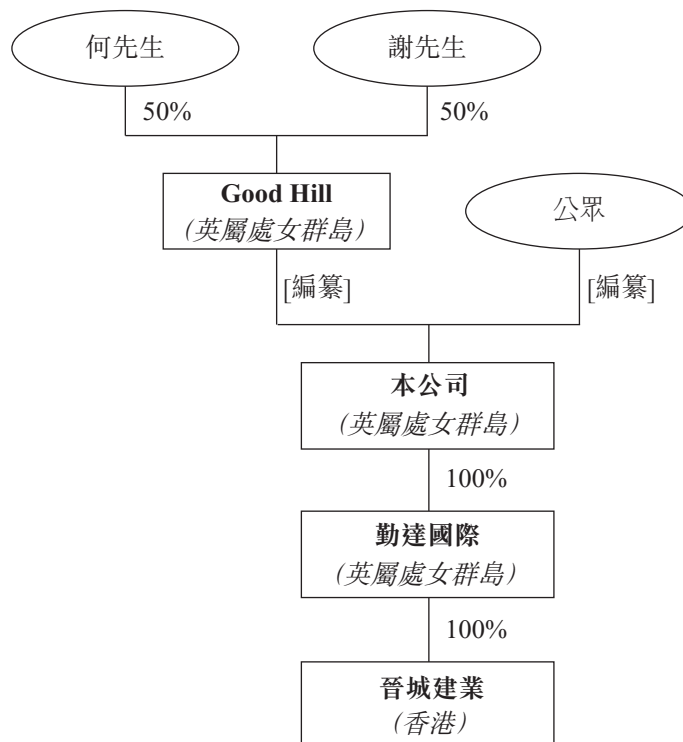 何先生
謝先生
50%
50%
Good Hill
(英屬處女群島)
公眾
[編纂]
[編纂]
本公司
(英屬處女群島)
100%
勤達國際
(英屬處女群島)
100%
晉城建業
(香港)